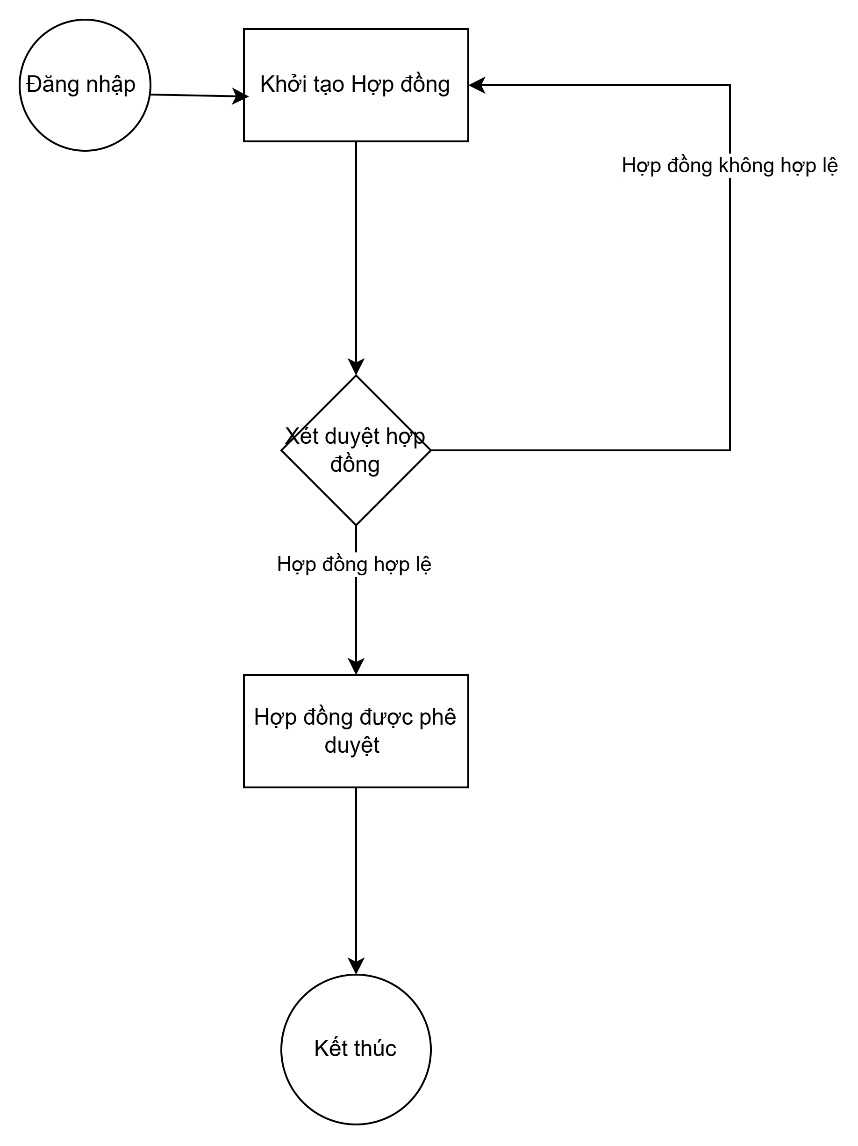 Đăng nhập
Khởi tạo Hợp đồng
Hợp đồng không hợp lệ
Xét duyệt hợp
đồng
Hợp đồng hợp lệ
Hợp đồng được phê
duyệt
Kết thúc